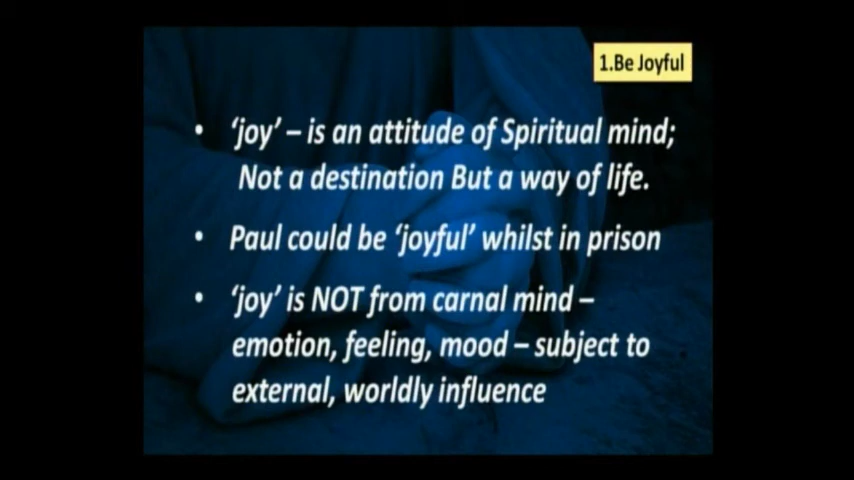 1.Be Joyful
• ‘joy’ – is an attitude of Spiritual mind;
Not a destination But a way of life.
• Paul could be ‘joyful’ whilst in prison
• ‘joy’ is NOT from carnal mind –
emotion, feeling, mood – subject to
external, worldly influence